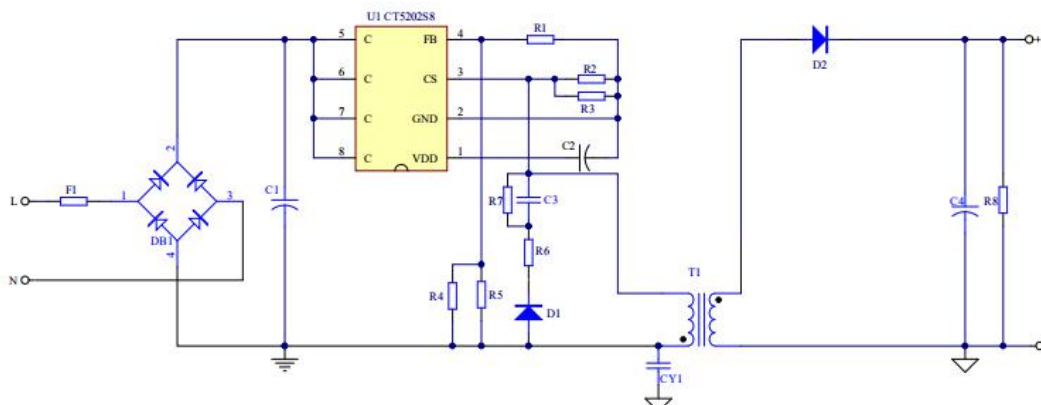 U1 CT5202S8
5 C FB 4 R1
6 C CS 3 R2
R3
7 C GND 2
8 C VDD 1 C2
D2
+
2
L F1 1 3
DB1
4
N
C1
R7 C3
R6
R4 R5 D1
T1
C4 R8
CY1